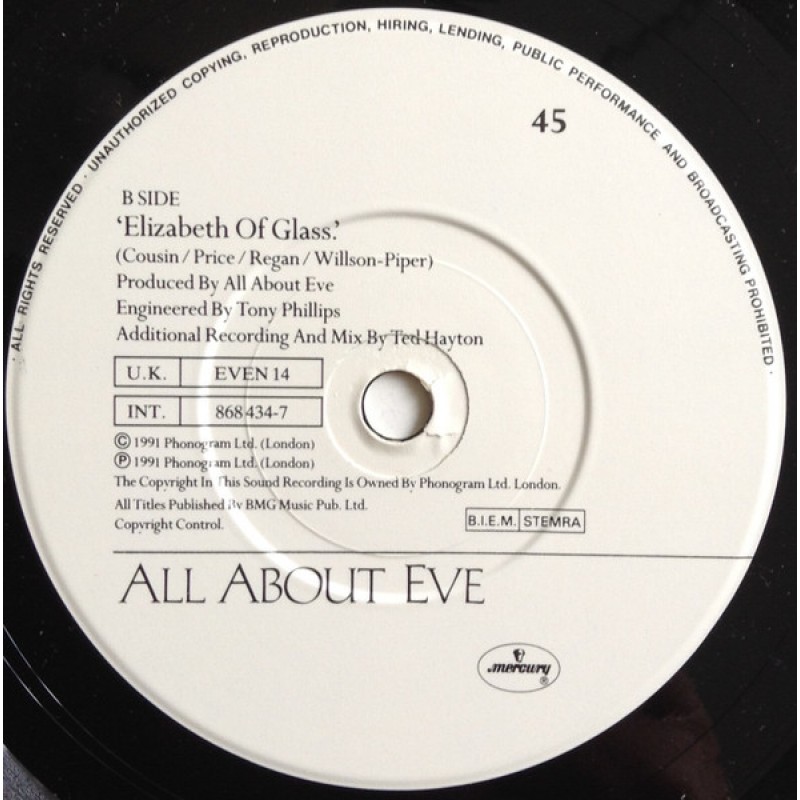 · ALL RIGHTS RESERVED · UNAUTHORIZED COPYING, REPRODUCTION, HIRING, LENDING, PUBLIC PERFORMANCE AND BROADCASTING PROHIBITED ·
45
B SIDE
‘Elizabeth Of Glass.’
(Cousin / Price / Regan / Willson-Piper)
Produced By All About Eve
Engineered By Tony Phillips
Additional Recording And Mix By Ted Hayton
U.K. EVEN 14
INT. 868 434-7
© 1991 Phonogram Ltd. (London)
℗ 1991 Phonogram Ltd. (London)
The Copyright In This Sound Recording Is Owned By Phonogram Ltd. London.
All Titles Published By BMG Music Pub. Ltd.
Copyright Control.
B.I.E.M. STEMRA
ALL ABOUT EVE
mercury ®